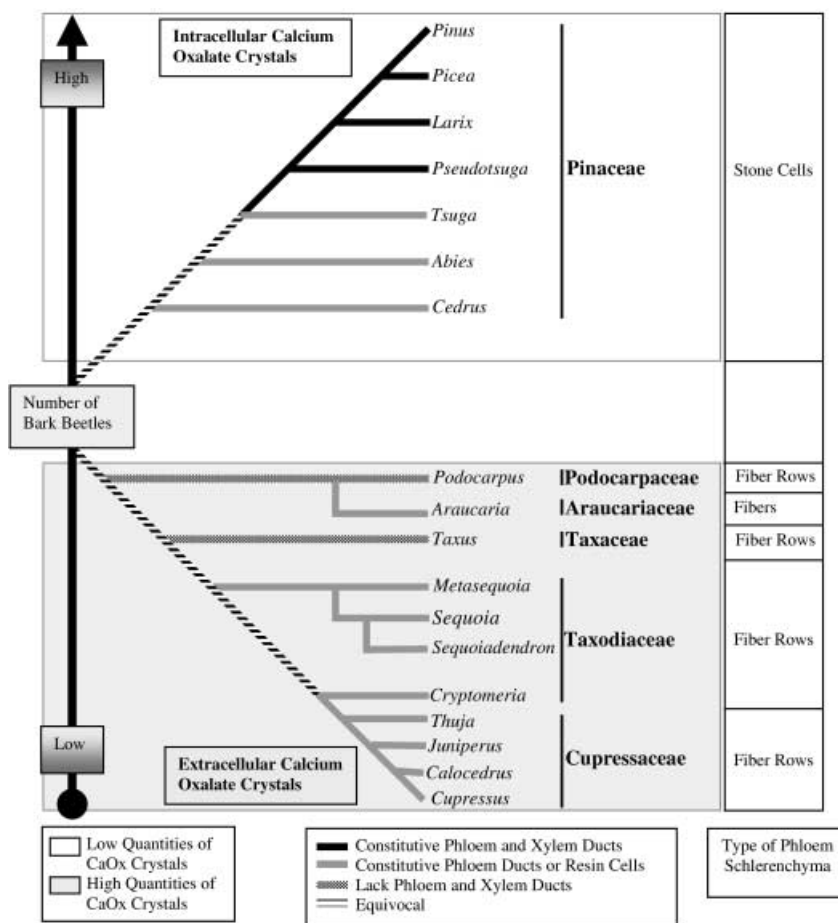 Intracellular Calcium
Oxalate Crystals
High
Pinus
Picea
Larix
Pseudotsuga
Tsuga
Abies
Cedrus
Pinaceae
Stone Cells
Number of
Bark Beetles
Podocarpus
Podocarpaceae
Fiber Rows
Araucaria
Araucariaceae
Fibers
Taxus
Taxaceae
Fiber Rows
Metasequoia
Sequoia
Sequoiadendron
Cryptomeria
Taxodiaceae
Fiber Rows
Thuja
Juniperus
Calocedrus
Cupressus
Cupressaceae
Fiber Rows
Low
Extracellular Calcium
Oxalate Crystals
Low Quantities of
CaOx Crystals
High Quantities of
CaOx Crystals
Constitutive Phloem and Xylem Ducts
Constitutive Phloem Ducts or Resin Cells
Lack Phloem and Xylem Ducts
Equivocal
Type of Phloem
Schlerenchyma